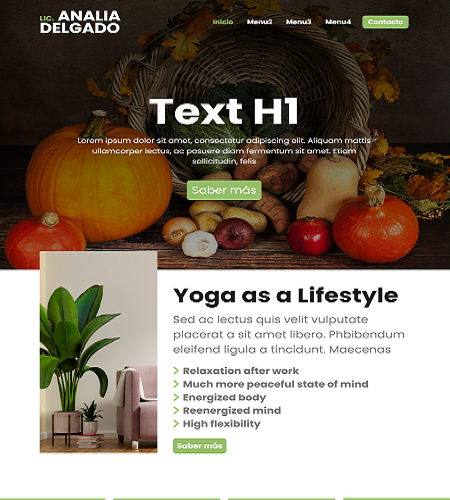 LIC. ANALIA
DELGADO
Inicio Menu2 Menu3 Menu4 Contacto
Text H1
Lorem ipsum dolor sit amet, consectetur adipiscing elit. Aliquam mattis
ullamcorper lectus, ac posuere diam fermentum sit amet. Etiam
sollicitudin, felis
Saber más
Yoga as a Lifestyle
Sed ac lectus quis velit vulputate
placerat a sit amet libero. Phbibendum
eleifend ligula a tincidunt. Maecenas
Relaxation after work
Much more peaceful state of mind
Energized body
Reenergized mind
High flexibility
Saber más